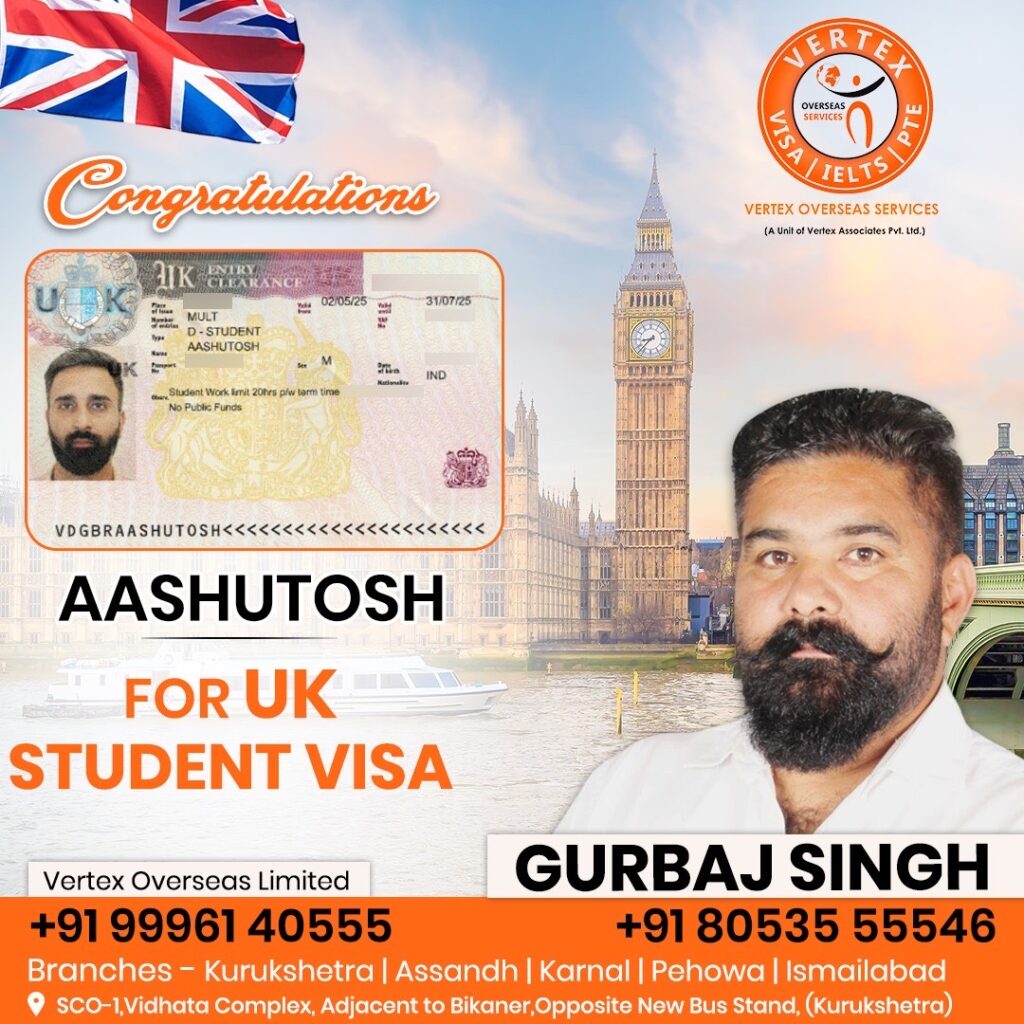 VERTEX
OVERSEAS
SERVICES
VISA | IELTS | PTE
VERTEX OVERSEAS SERVICES
(A Unit of Vertex Associates Pvt. Ltd.)
Congratulations
UK ENTRY
CLEARANCE
U K
Place of Issue
Valid from 02/05/25
Valid until 31/07/25
Number of entries MULT
No
Type D - STUDENT
Name AASHUTOSH
Passport No
Sex M
Date of birth
Nationality IND
UK
Obsrv. Student Work limit 20hrs p/w term time
No Public Funds
VDGBRAASHUTOSH<<<<<<<<<<<<<<<<<<<<<<
AASHUTOSH
FOR UK
STUDENT VISA
GURBAJ SINGH
Vertex Overseas Limited
+91 99961 40555
+91 80535 55546
Branches - Kurukshetra | Assandh | Karnal | Pehowa | Ismailabad
SCO-1,Vidhata Complex, Adjacent to Bikaner,Opposite New Bus Stand, (Kurukshetra)